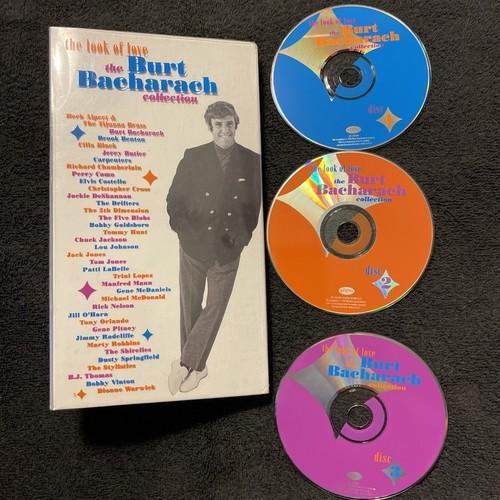 the look of love
the Burt
Bacharach
collection
Herb Alpert &
The Tijuana Brass
Burt Bacharach
Brook Benton
Cilla Black
Jerry Butler
Carpenters
Richard Chamberlain
Perry Como
Elvis Costello
Christopher Cross
Jackie DeShannon
The Drifters
The 5th Dimension
The Five Blobs
Bobby Goldsboro
Tommy Hunt
Chuck Jackson
Lou Johnson
Jack Jones
Tom Jones
Patti LaBelle
Trini Lopez
Manfred Mann
Gene McDaniels
Michael McDonald
Rick Nelson
Jill O'Hara
Tony Orlando
Gene Pitney
Jimmy Radcliffe
Marty Robbins
The Shirelles
Dusty Springfield
The Stylistics
B.J. Thomas
Bobby Vinton
Dionne Warwick
the look of love
the Burt
Bacharach
collection
disc 1
the look of love
the Burt
Bacharach
collection
disc 2
the look of love
the Burt
Bacharach
collection
disc 3